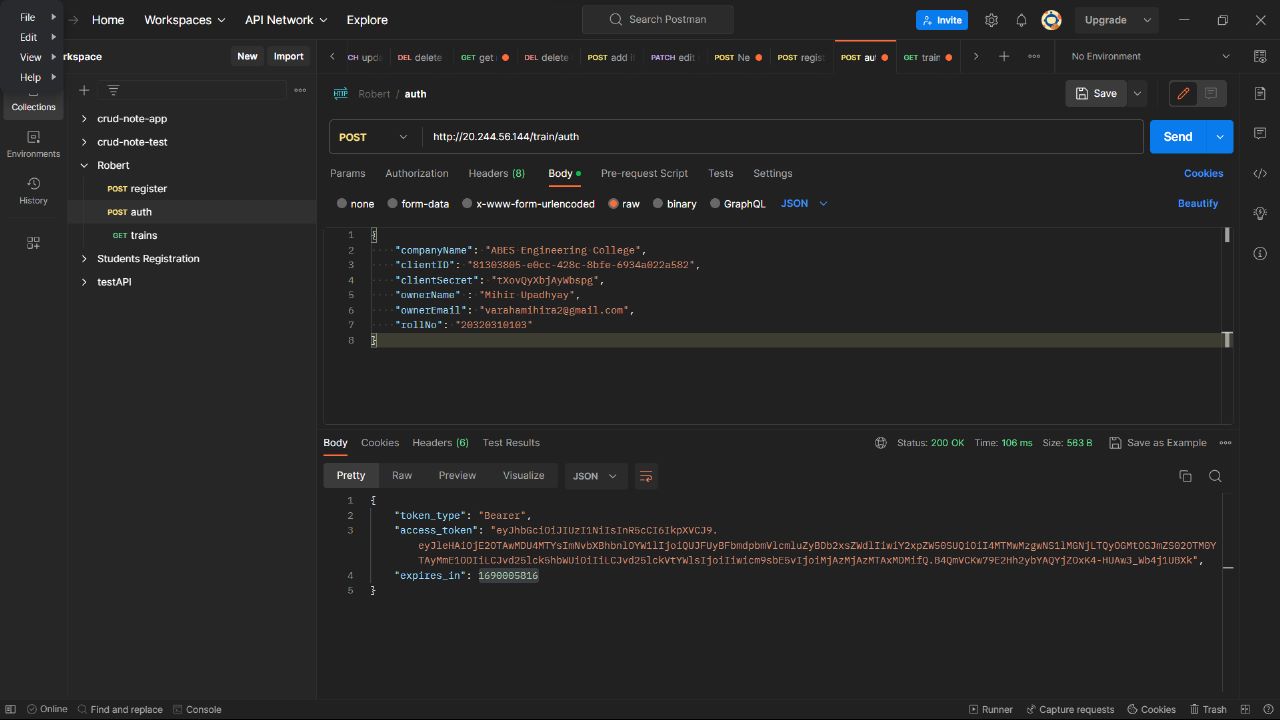 File
Edit
View
Help
Home
Workspaces
API Network
Explore
Search Postman
Invite
Upgrade
rkspace
New
Import
CH upd
DEL delete
GET get
DEL delete
POST add i
PATCH edit
POST Ne
POST regis
POST au
GET train
No Environment
Collections
Environments
History
crud-note-app
crud-note-test
Robert
POST register
POST auth
GET trains
Students Registration
testAPI
HTTP
Robert / auth
Save
POST
http://20.244.56.144/train/auth
Send
Params
Authorization
Headers (8)
Body
Pre-request Script
Tests
Settings
Cookies
none
form-data
x-www-form-urlencoded
raw
binary
GraphQL
JSON
Beautify
1 {
2 "companyName": "ABES Engineering College",
3 "clientID": "81303805-e0cc-428c-8bfe-6934a022a582",
4 "clientSecret": "tXovQyXbjAyWbspg",
5 "ownerName" : "Mihir Upadhyay",
6 "ownerEmail": "varahamihira2@gmail.com",
7 "rollNo": "20320310103"
8 }
Body
Cookies
Headers (6)
Test Results
Status: 200 OK
Time: 106 ms
Size: 563 B
Save as Example
Pretty
Raw
Preview
Visualize
JSON
1 {
2 "token_type": "Bearer",
3 "access_token": "eyJhbGciOiJIUzI1NiIsInR5cCI6IkpXVCJ9.
4 "expires_in": 1690005816
5 }
Online
Find and replace
Console
Runner
Capture requests
Cookies
Trash